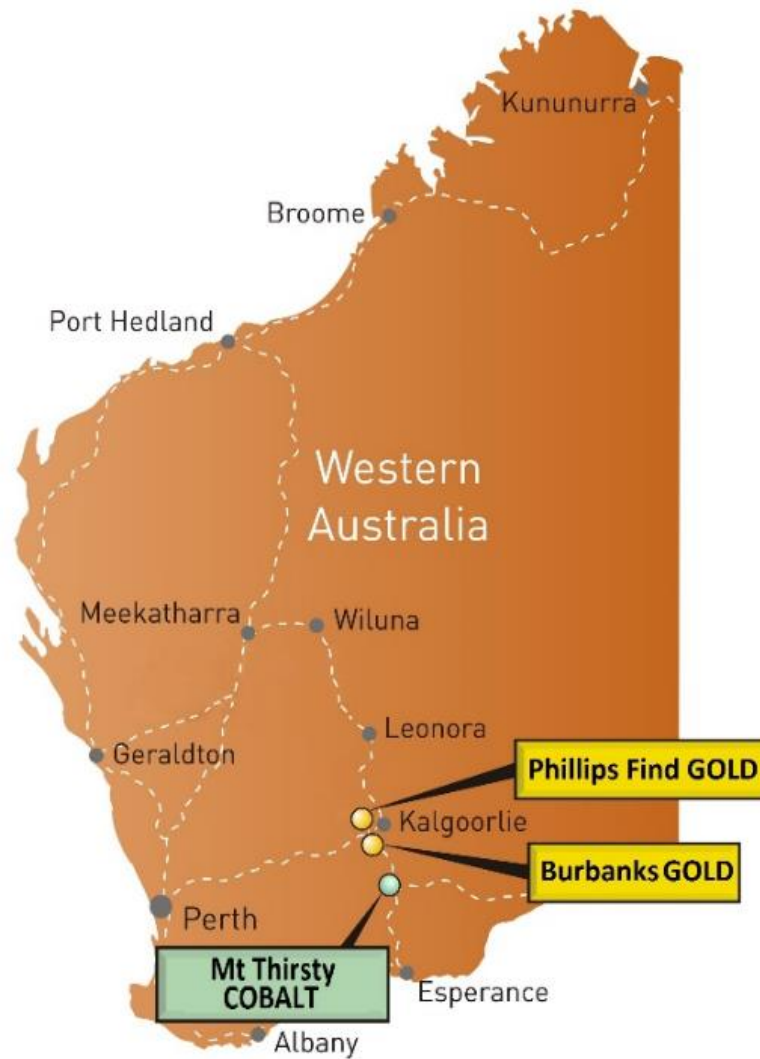 Kununurra
Broome
Port Hedland
Western
Australia
Meekatharra
Wiluna
Leonora
Geraldton
Phillips Find GOLD
Kalgoorlie
Burbanks GOLD
Perth
Mt Thirsty
COBALT
Esperance
Albany